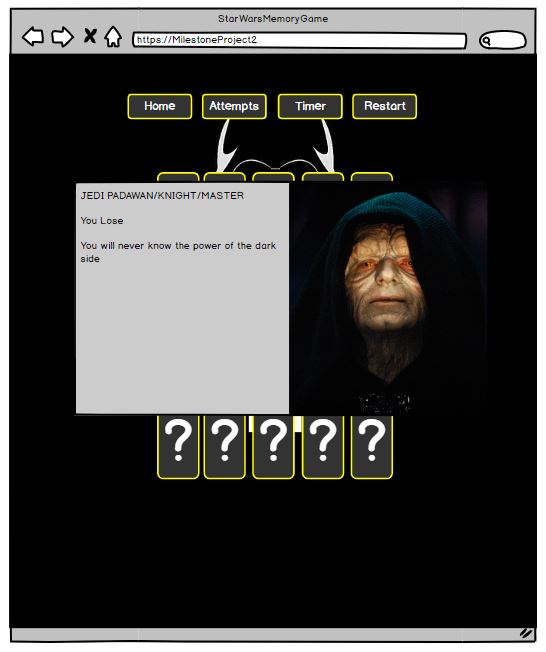 StarWarsMemoryGame
https://MilestoneProject2
Home Attempts Timer Restart
JEDI PADAWAN/KNIGHT/MASTER
You Lose
You will never know the power of the dark
side
? ? ? ? ?